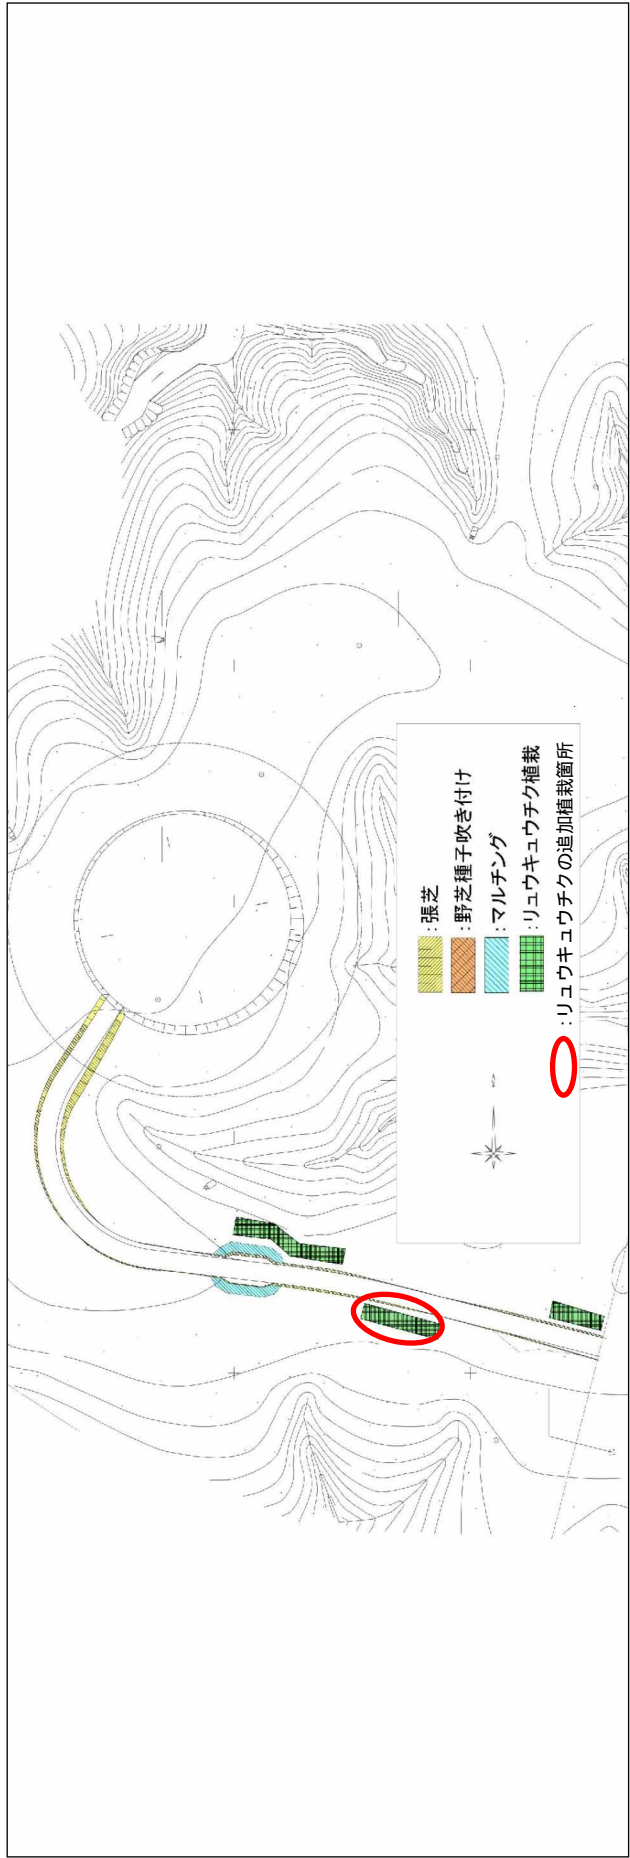 ：張芝
：野芝種子吹き付け
：マルチング
：リュウキュウチク植栽
：リュウキュウチクの追加植栽箇所